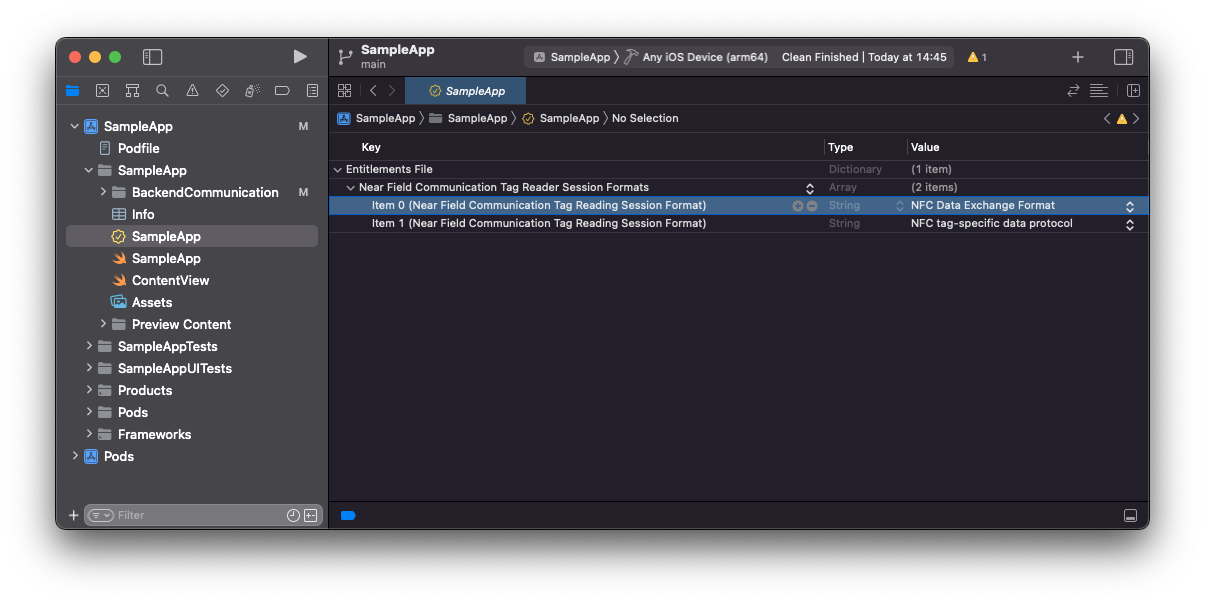 SampleApp
main
SampleApp
Any iOS Device (arm64)
Clean Finished | Today at 14:45
1
SampleApp
SampleApp
SampleApp
SampleApp
No Selection
SampleApp M
Podfile
SampleApp
BackendCommunication M
Info
SampleApp
SampleApp
ContentView
Assets
Preview Content
SampleAppTests
SampleAppUITests
Products
Pods
Frameworks
Pods
Filter
Key Type Value
Entitlements File Dictionary (1 item)
Near Field Communication Tag Reader Session Formats Array (2 items)
Item 0 (Near Field Communication Tag Reading Session Format) String NFC Data Exchange Format
Item 1 (Near Field Communication Tag Reading Session Format) String NFC tag-specific data protocol